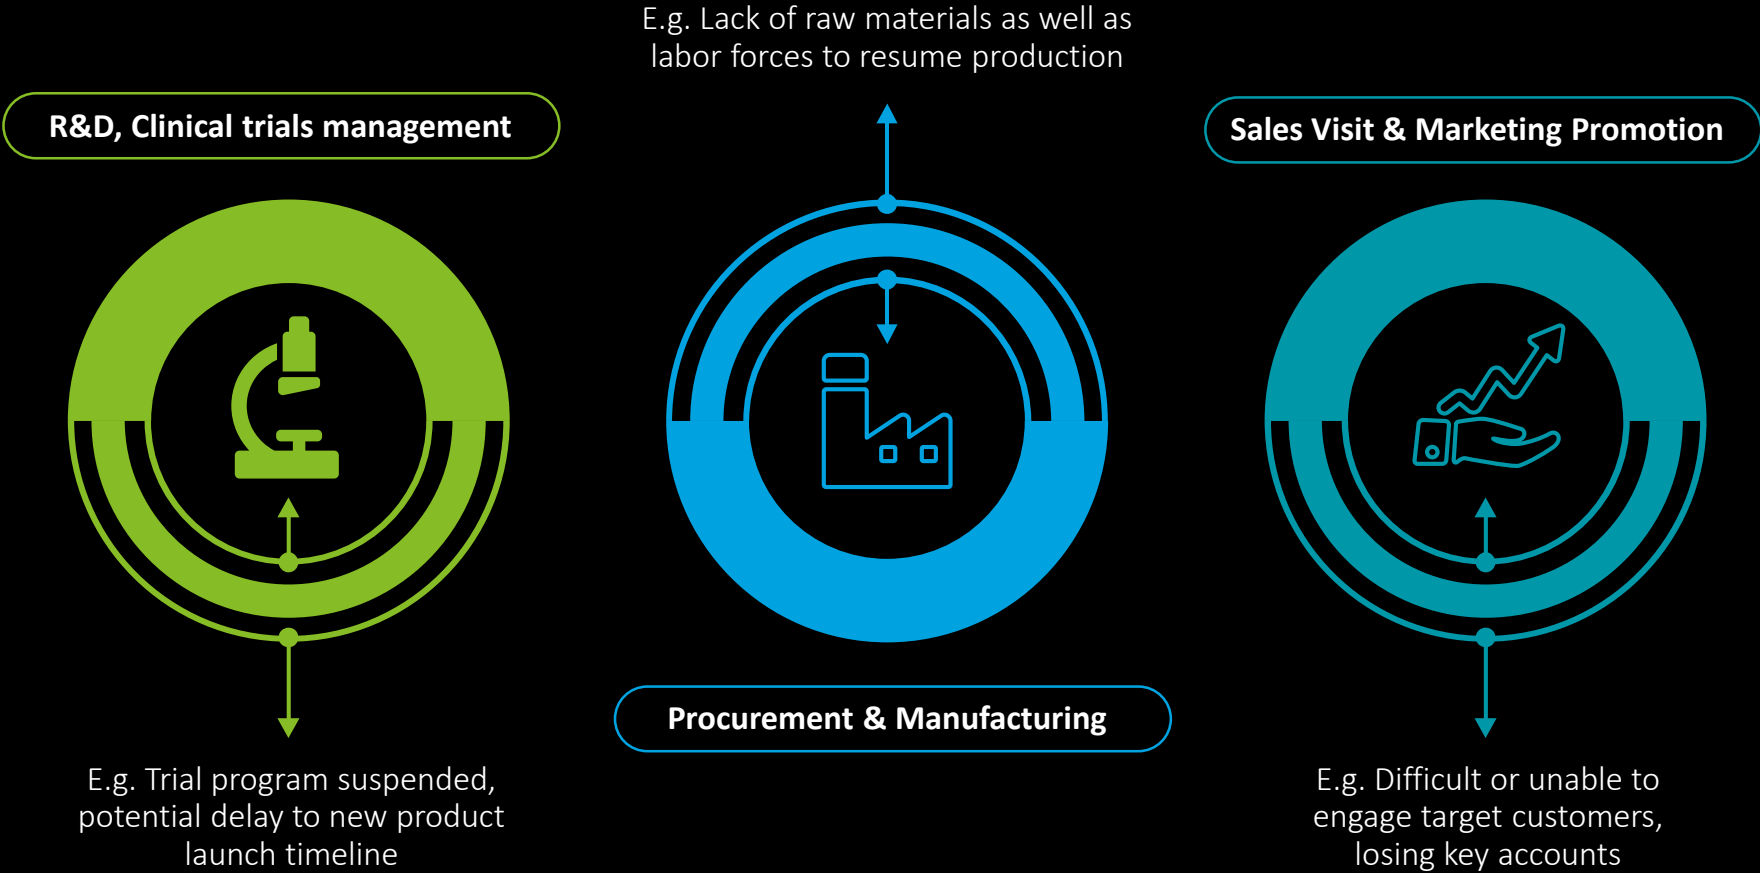 R&D, Clinical trials management
E.g. Trial program suspended,
potential delay to new product
launch timeline
E.g. Lack of raw materials as well as
labor forces to resume production
Procurement & Manufacturing
Sales Visit & Marketing Promotion
E.g. Difficult or unable to
engage target customers,
losing key accounts